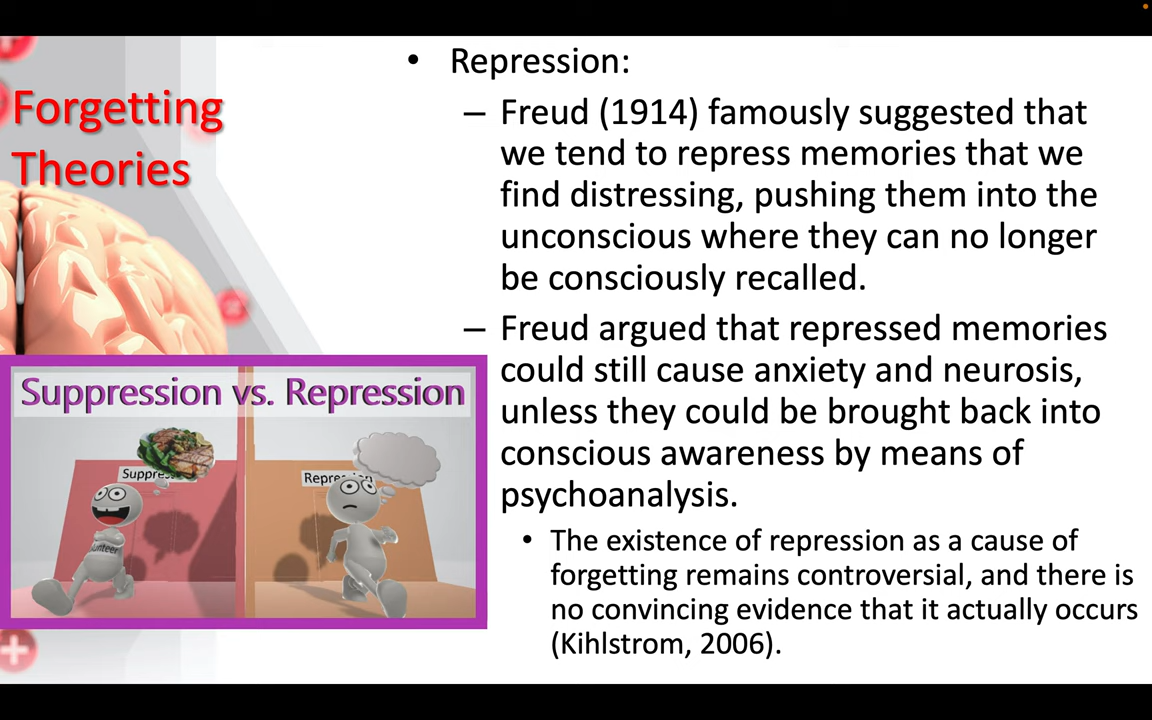 Forgetting
Theories
• Repression:
– Freud (1914) famously suggested that
we tend to repress memories that we
find distressing, pushing them into the
unconscious where they can no longer
be consciously recalled.
– Freud argued that repressed memories
could still cause anxiety and neurosis,
unless they could be brought back into
conscious awareness by means of
psychoanalysis.
• The existence of repression as a cause of
forgetting remains controversial, and there is
no convincing evidence that it actually occurs
(Kihlstrom, 2006).
Suppression vs. Repression